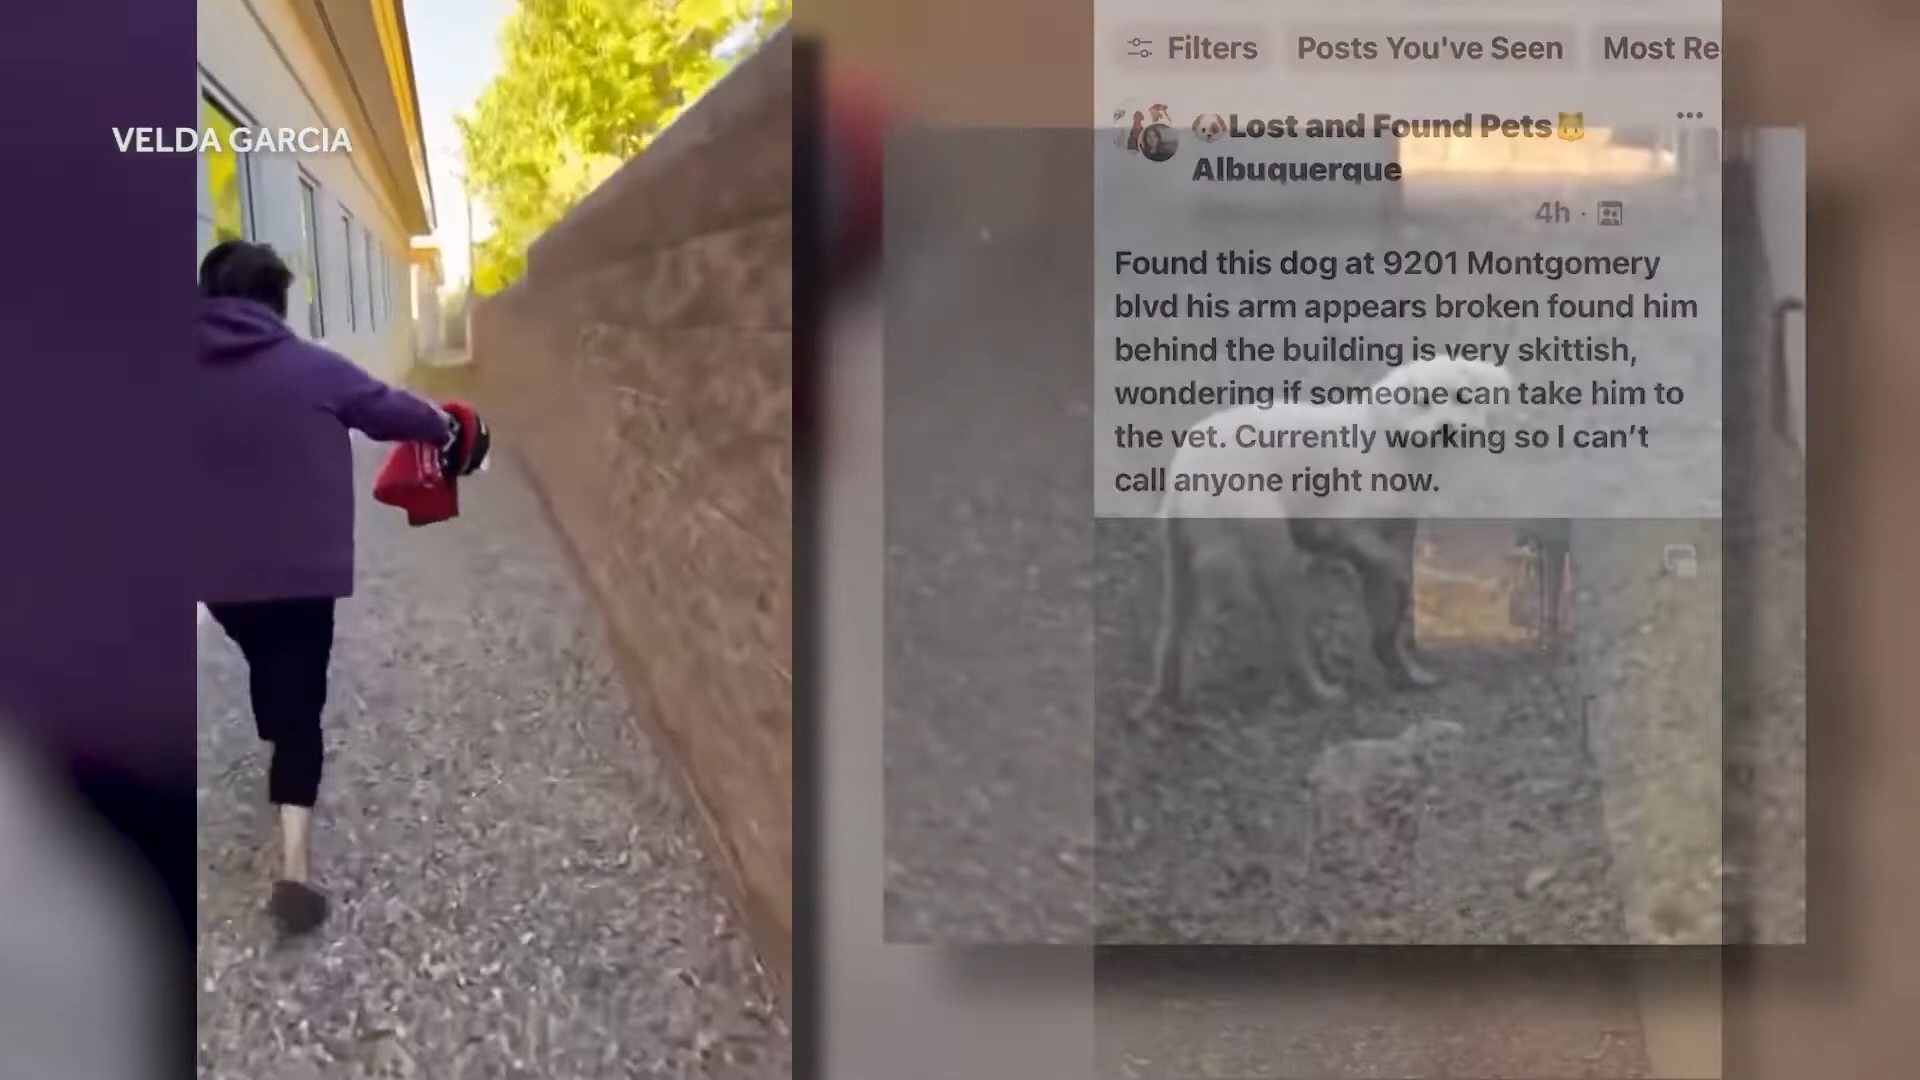 VELDA GARCIA
Filters Posts You've Seen Most Re
🐶Lost and Found Pets🐱
Albuquerque
4h ·
Found this dog at 9201 Montgomery
blvd his arm appears broken found him
behind the building is very skittish,
wondering if someone can take him to
the vet. Currently working so I can’t
call anyone right now.